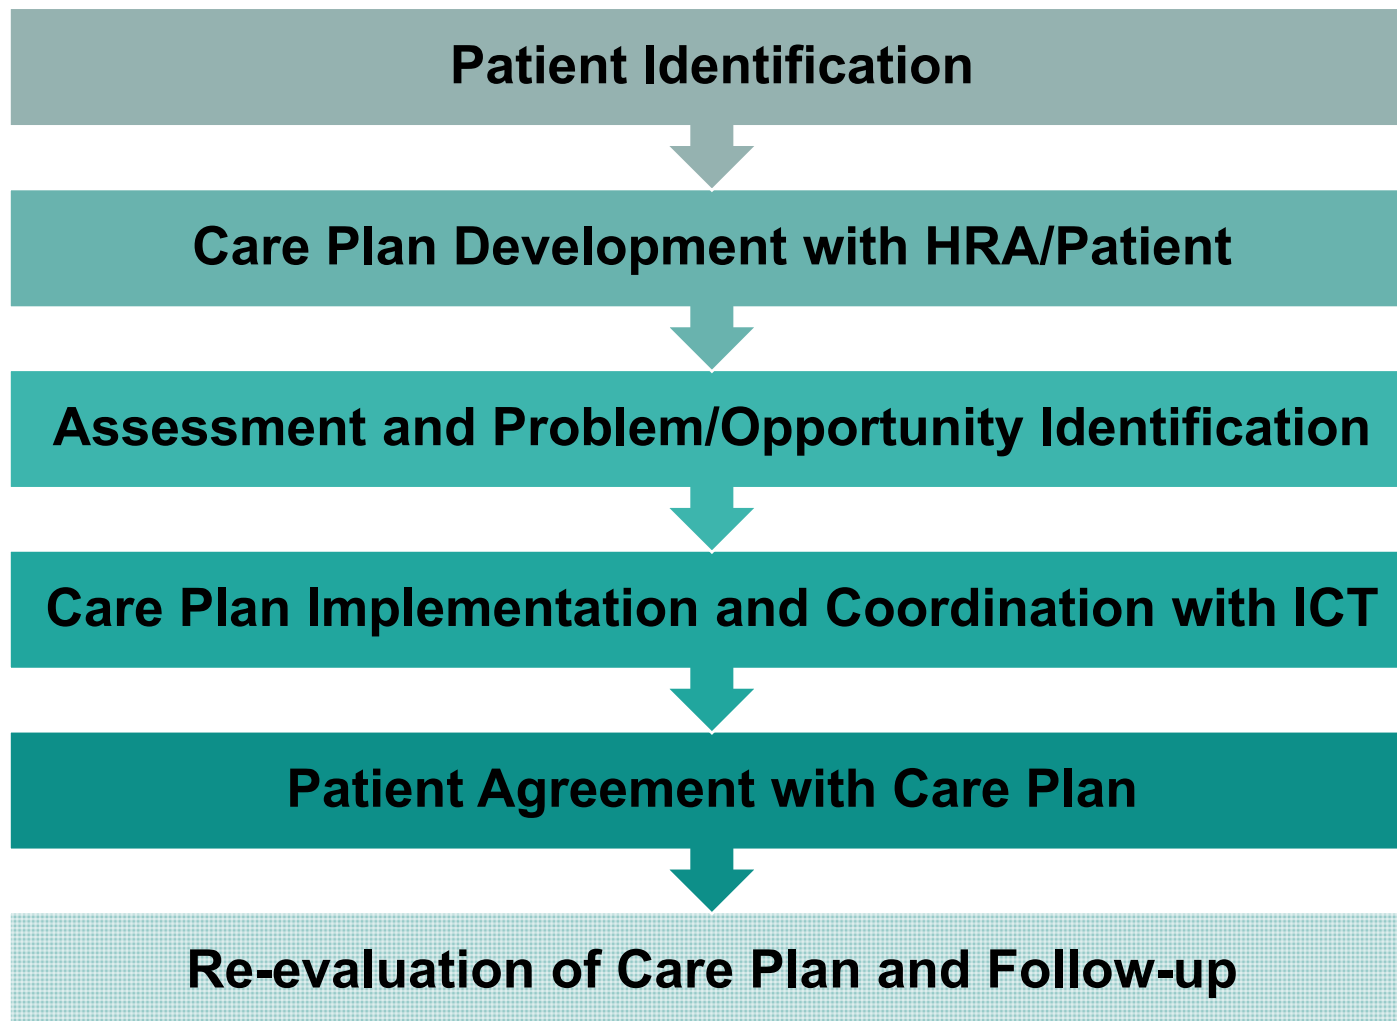 Patient Identification
Care Plan Development with HRA/Patient
Assessment and Problem/Opportunity Identification
Care Plan Implementation and Coordination with ICT
Patient Agreement with Care Plan
Re-evaluation of Care Plan and Follow-up